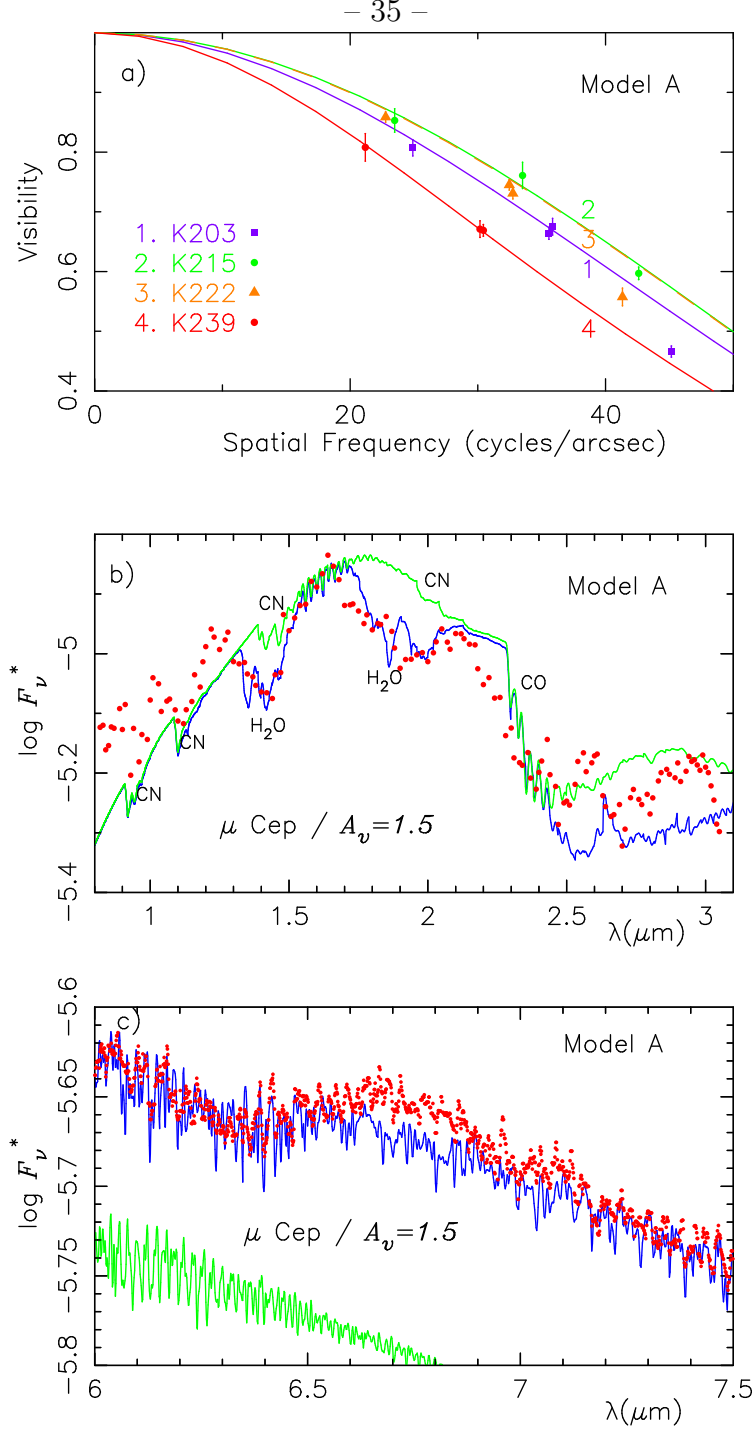 – 35 –
a)
Model A
0.8
0.6
0.4
Visibility
1. K203
2. K215
3. K222
4. K239
2
3
1
4
0
20
40
Spatial Frequency (cycles/arcsec)
b)
Model A
CN
CN
−5
−5.2
−5.4
log Fν*
H2O
H2O
CO
CN
CN
μ Cep / Av=1.5
1
1.5
2
2.5
3
λ(μm)
c)
Model A
−5.6
−5.65
−5.7
−5.75
−5.8
log Fν*
μ Cep / Av=1.5
6
6.5
7
7.5
λ(μm)